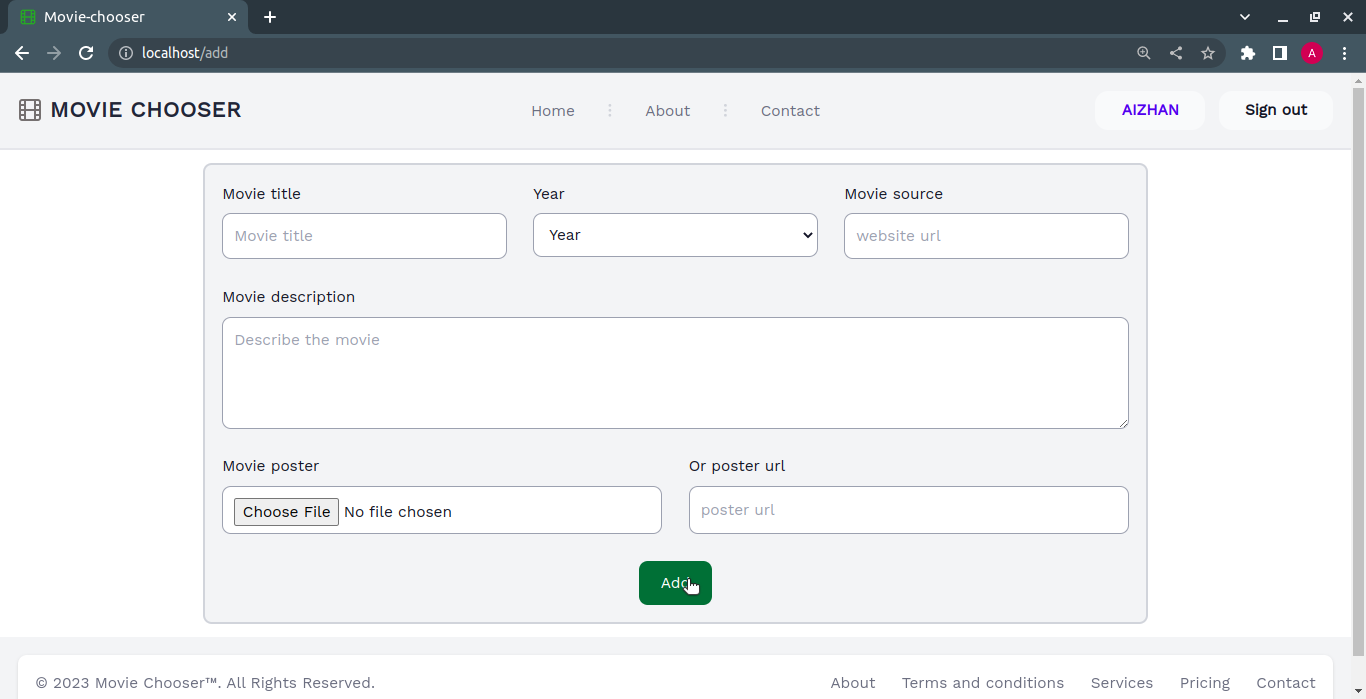 Movie-chooser
localhost/add
A
MOVIE CHOOSER
Home
About
Contact
AIZHAN
Sign out
Movie title
Year
Movie source
Movie title
Year
website url
Movie description
Describe the movie
Movie poster
Or poster url
Choose File No file chosen
poster url
Add
© 2023 Movie Chooser™. All Rights Reserved.
About
Terms and conditions
Services
Pricing
Contact